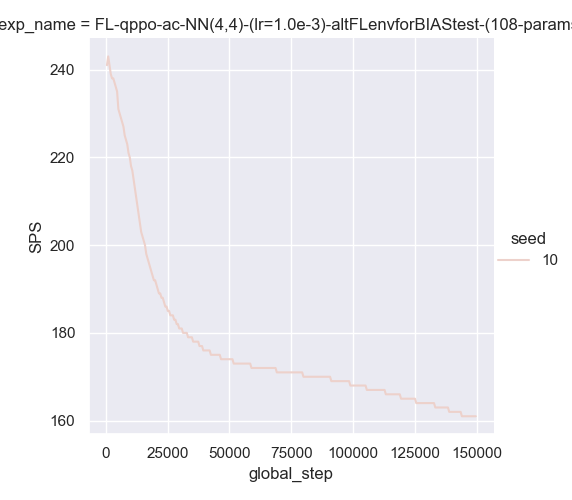 exp_name = FL-qppo-ac-NN(4,4)-(lr=1.0e-3)-altFLenvforBIAStest-(108-params
240
220
200
180
160
SPS
0 25000 50000 75000 100000 125000 150000
global_step
seed
10